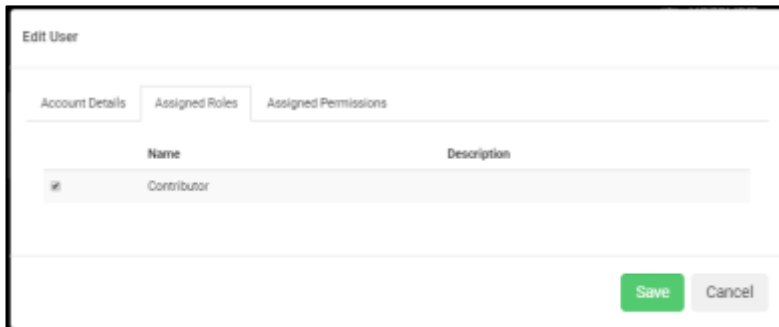 Edit User
Account Details Assigned Roles Assigned Permissions
Name Description
Contributor
Save Cancel